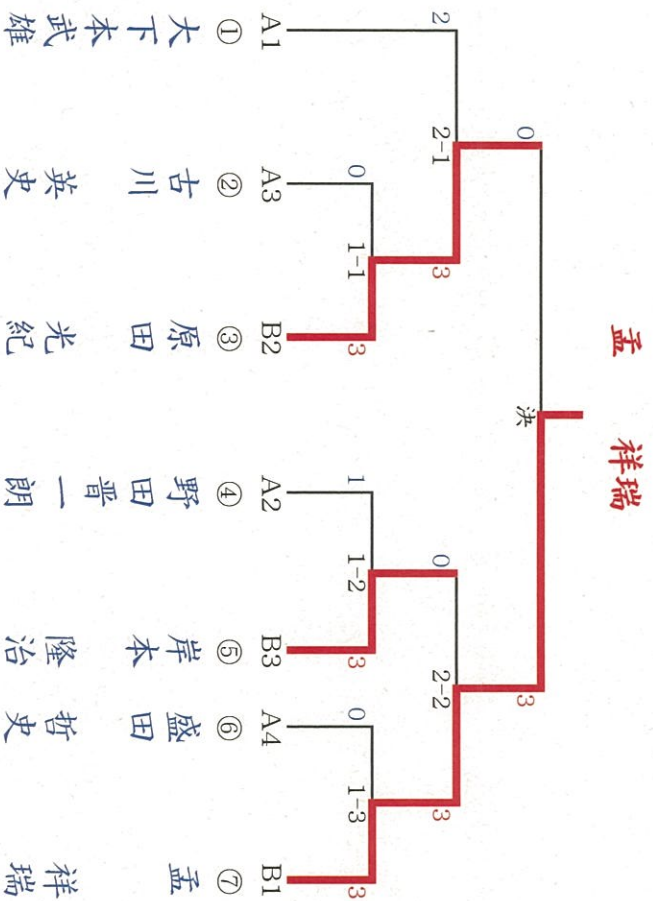 孟 祥瑞
決
0
3
2-1
2-2
2
3
0
3
1-1
1-2
1-3
0
3
1
3
0
3
A1
A3
B2
A2
B3
A4
B1
①
②
③
④
⑤
⑥
⑦
大下本武雄
古川 英史
原田 光紀
野田晋一朗
岸本 隆治
盛田 哲史
孟 祥瑞